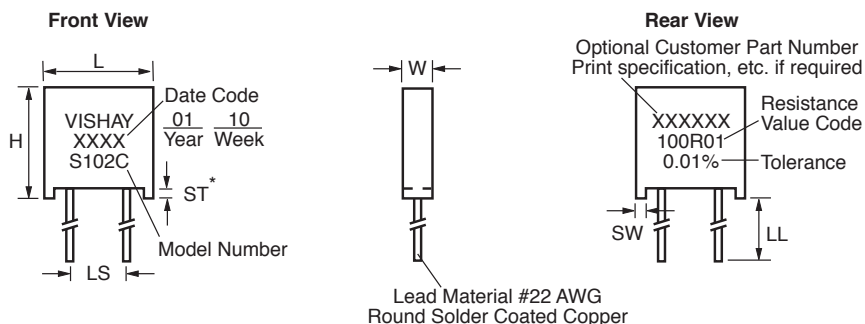 Front View
L
H
VISHAY
XXXX
S102C
Date Code
01 10
Year Week
ST*
Model Number
LS
W
Lead Material #22 AWG
Round Solder Coated Copper
Rear View
Optional Customer Part Number
Print specification, etc. if required
XXXXXX
100R01
0.01%
Resistance
Value Code
Tolerance
SW
LL